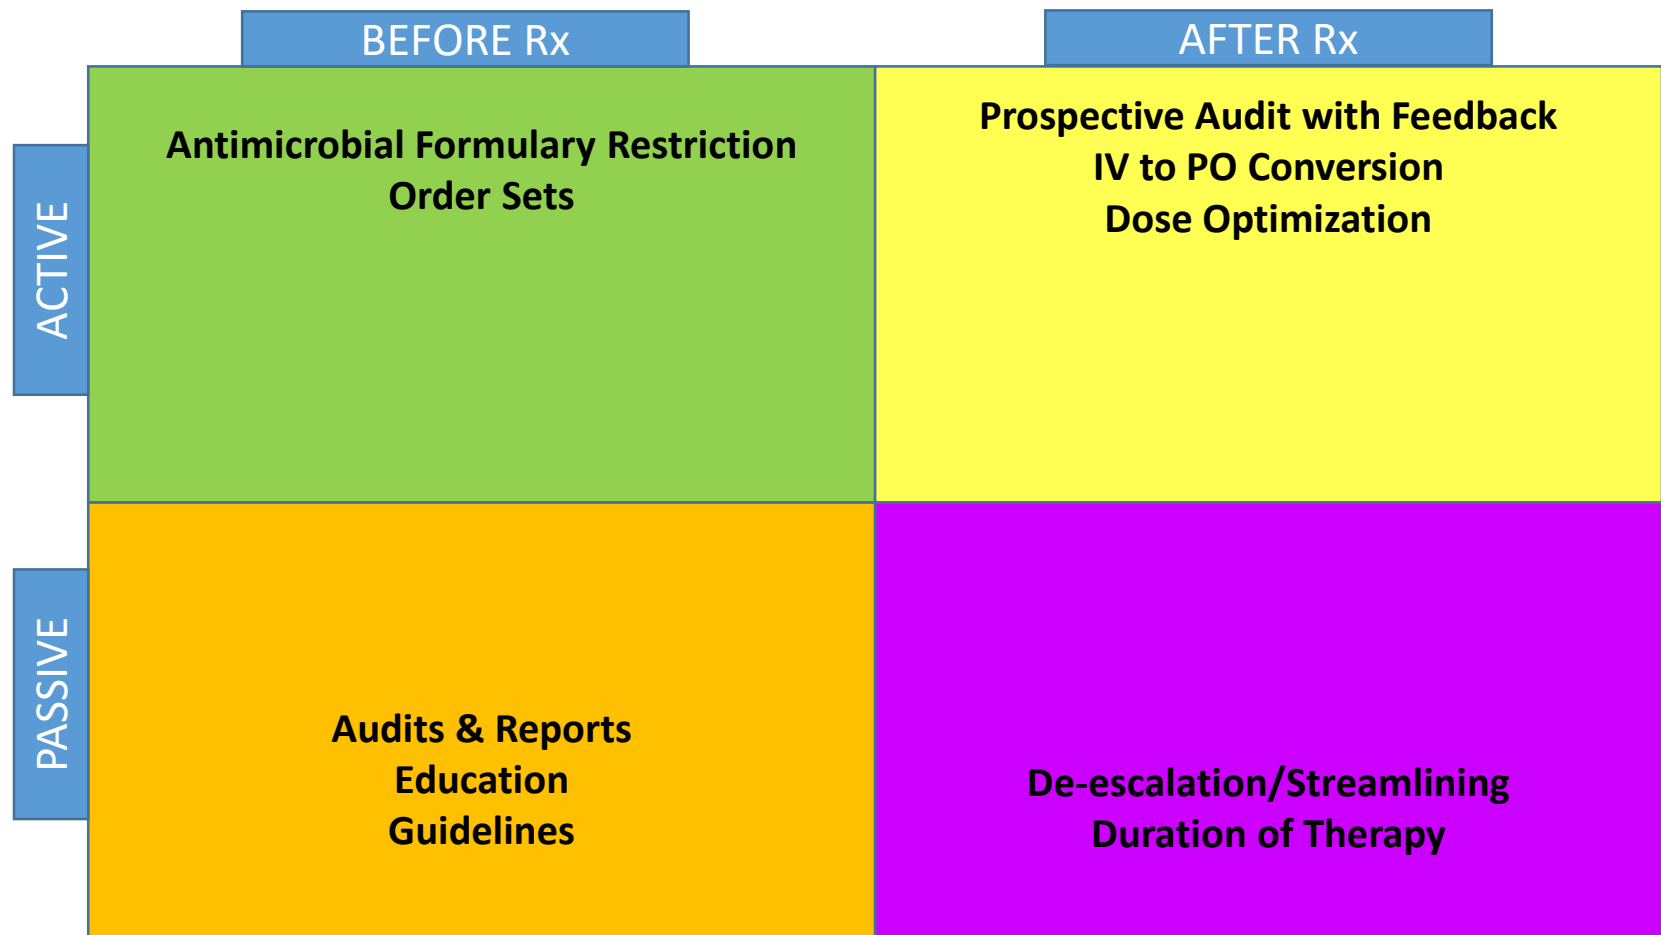 BEFORE Rx
AFTER Rx
ACTIVE
Antimicrobial Formulary Restriction
Order Sets
Prospective Audit with Feedback
IV to PO Conversion
Dose Optimization
PASSIVE
Audits & Reports
Education
Guidelines
De-escalation/Streamlining
Duration of Therapy